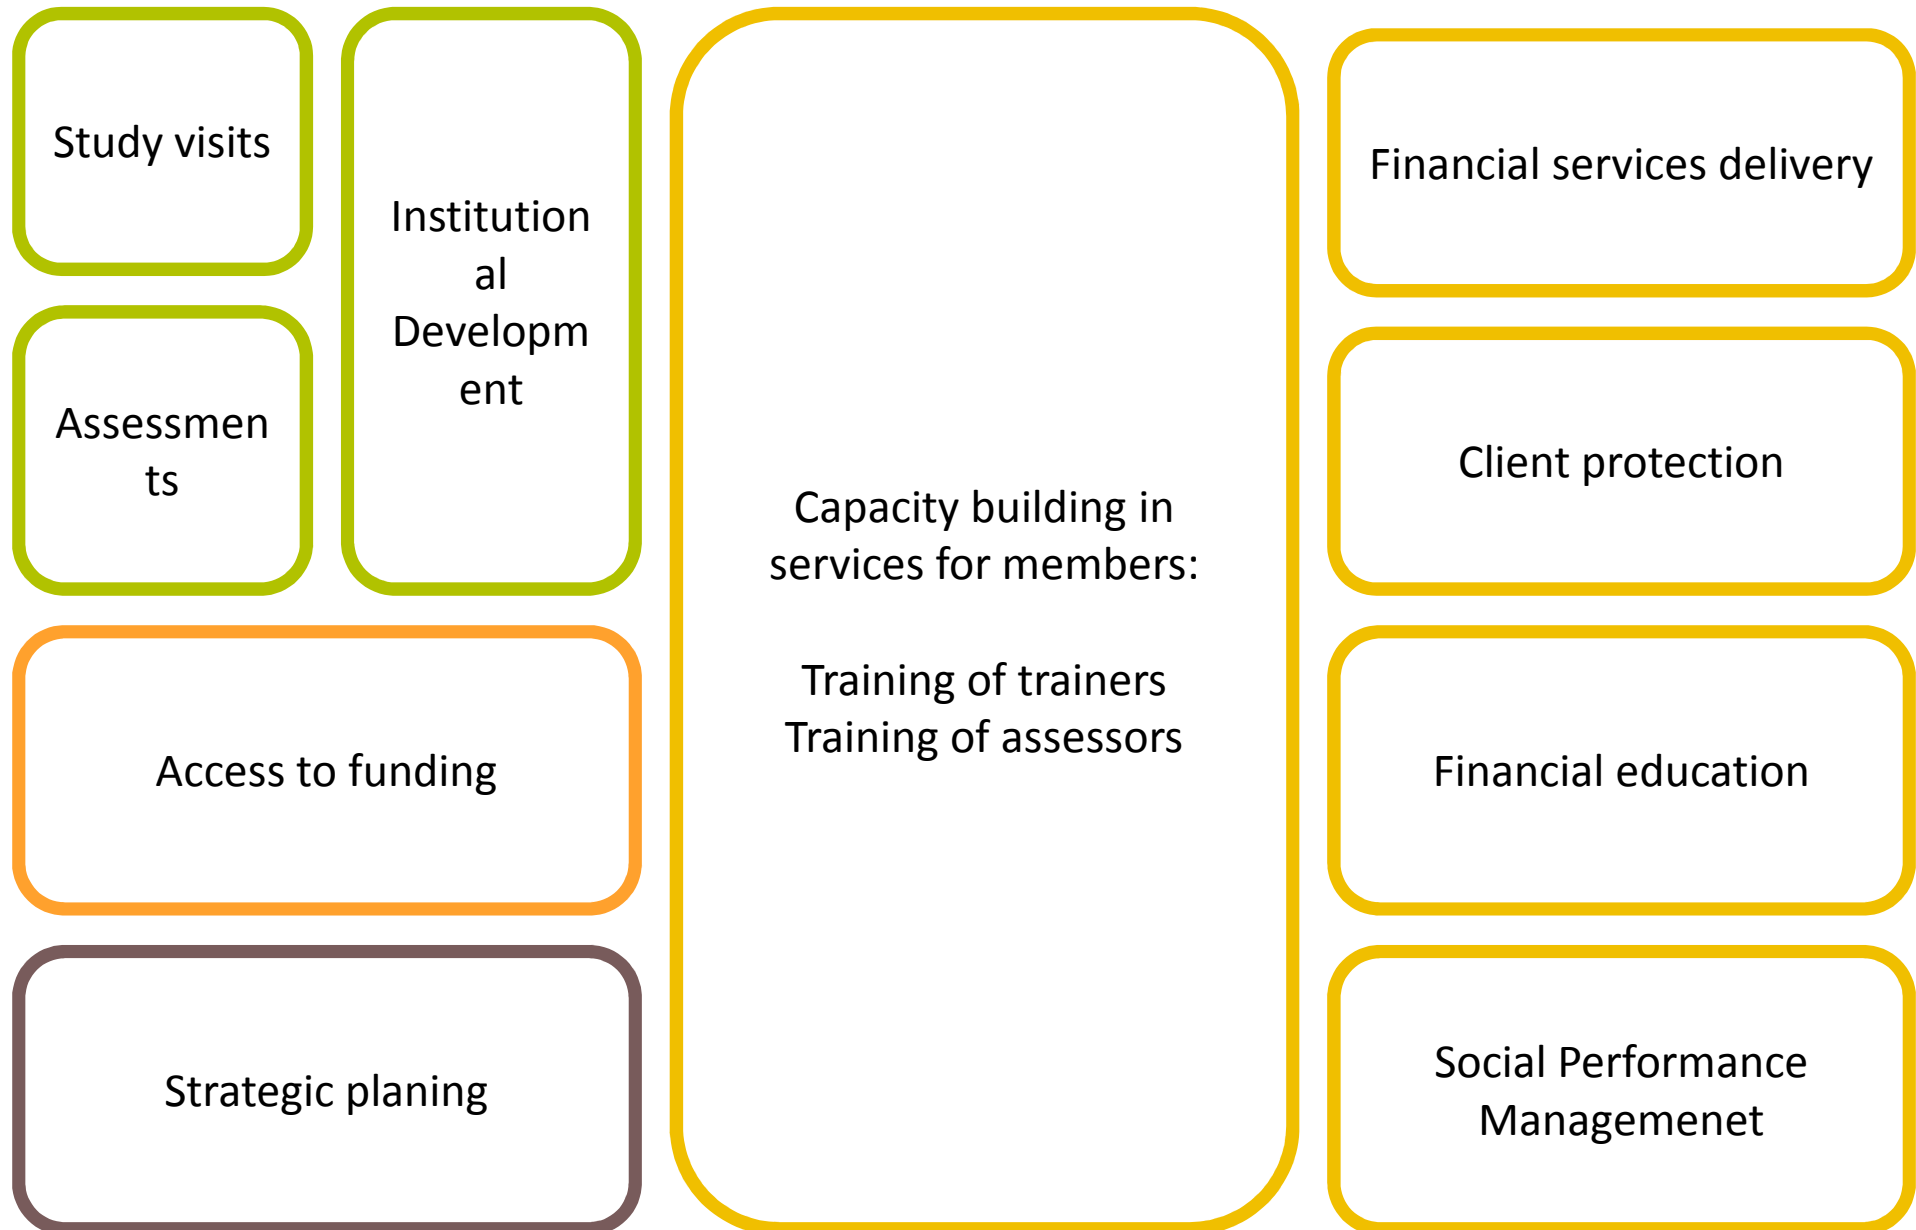 Study visits
Assessmen
ts
Institution
al
Developm
ent
Access to funding
Strategic planing
Capacity building in
services for members:
Training of trainers
Training of assessors
Financial services delivery
Client protection
Financial education
Social Performance
Managemenet